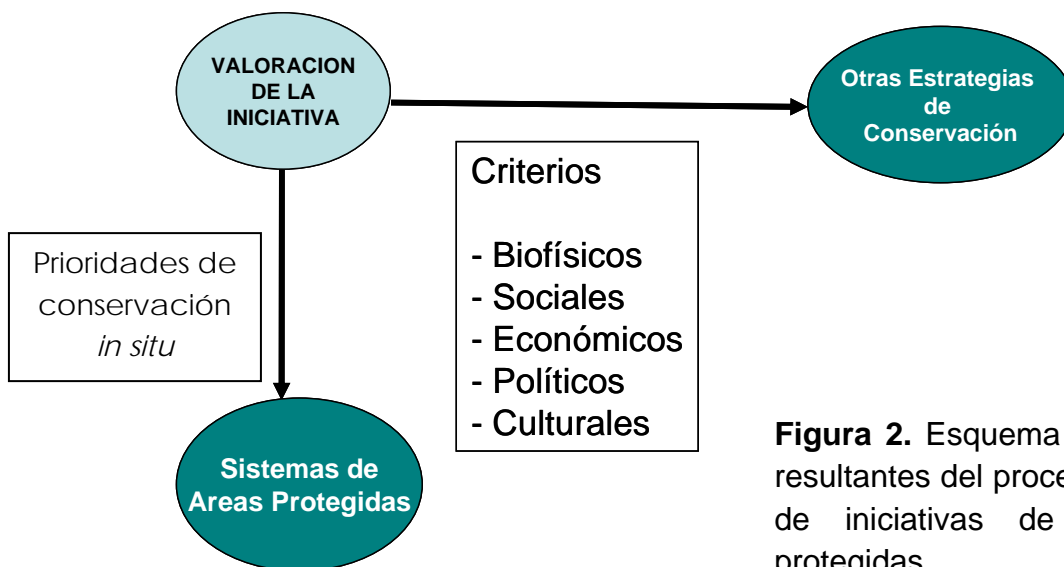 VALORACION
DE LA
INICIATIVA
Otras Estrategias
de
Conservación
Criterios
- Biofísicos
- Sociales
- Económicos
- Políticos
- Culturales
Prioridades de
conservación
in situ
Sistemas de
Areas Protegidas
Figura 2. Esquema
resultantes del proce
de iniciativas de
protegidas